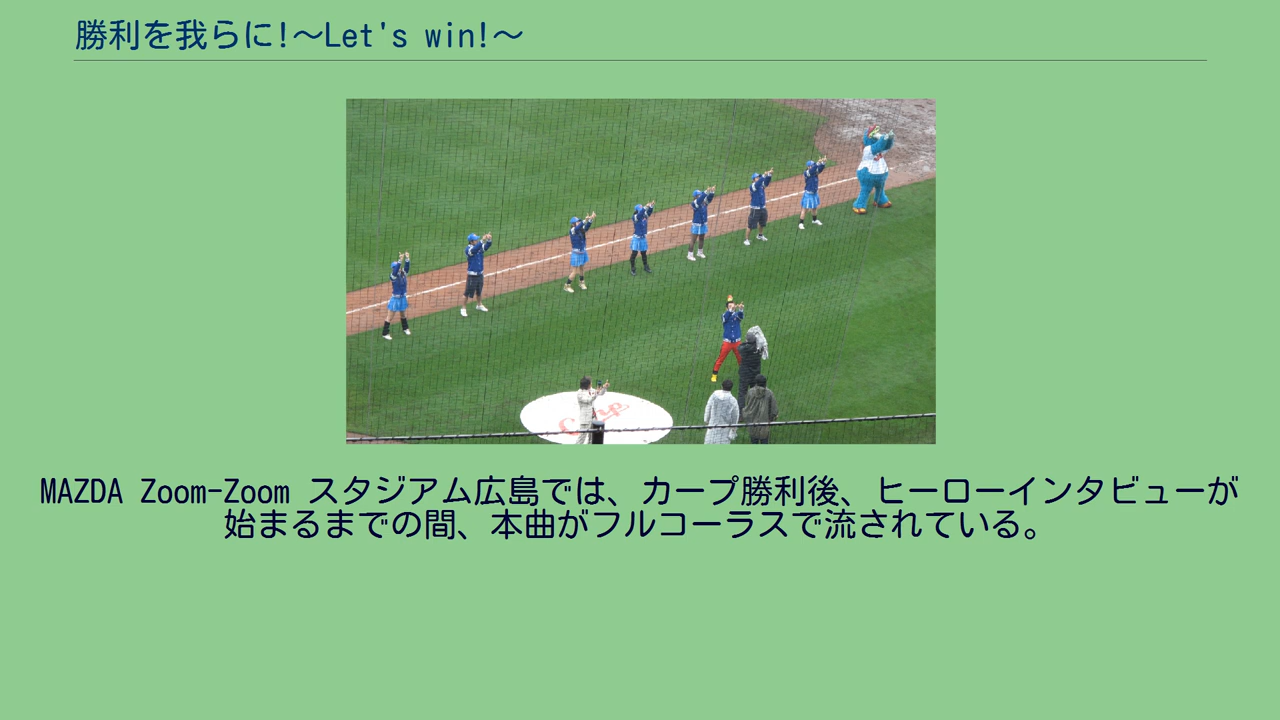 勝利を我らに!〜Let's win!〜
Carp
MAZDA Zoom-Zoom スタジアム広島では、カープ勝利後、ヒーローインタビューが
始まるまでの間、本曲がフルコーラスで流されている。